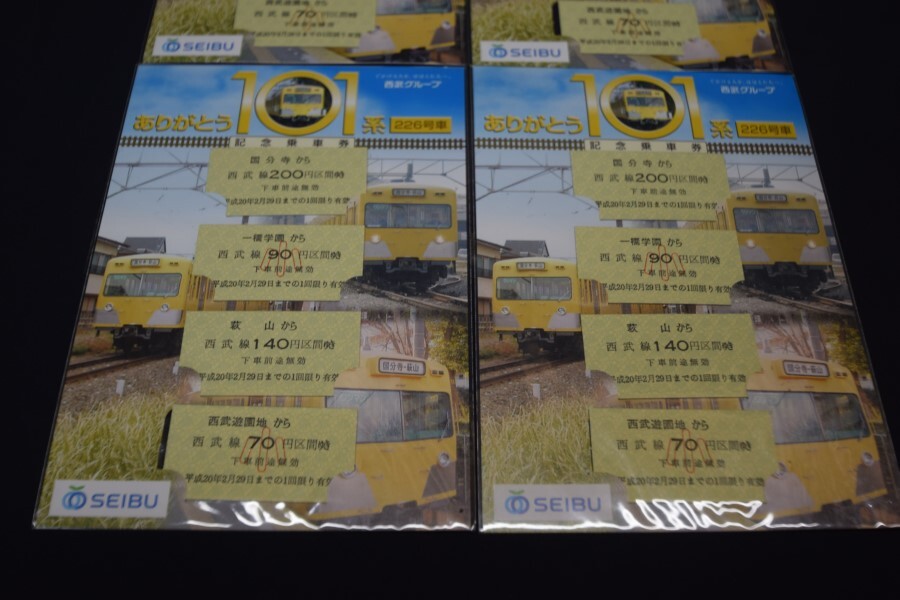 西武遊園地 から
西武線70円区間
SEIBU
西武遊園地 から
西武線70円区間
SEIBU
西武グループ
ありがとう101系 226号車
記念乗車券
国分寺から
西武線200円区間
下車前途無効
平成20年2月29日までの1回限り有効
一橋学園から
西武線90円区間
下車前途無効
平成20年2月29日までの1回限り有効
萩山から
西武線140円区間
下車前途無効
平成20年2月29日までの1回限り有効
国分寺-萩山
西武遊園地 から
西武線70円区間
下車前途無効
平成20年2月29日までの1回限り有効
SEIBU
西武グループ
ありがとう101系 226号車
記念乗車券
国分寺から
西武線200円区間
下車前途無効
平成20年2月29日までの1回限り有効
一橋学園から
西武線90円区間
下車前途無効
平成20年2月29日までの1回限り有効
萩山から
西武線140円区間
下車前途無効
平成20年2月29日までの1回限り有効
国分寺-萩山
西武遊園地 から
西武線70円区間
下車前途無効
平成20年2月29日までの1回限り有効
SEIBU